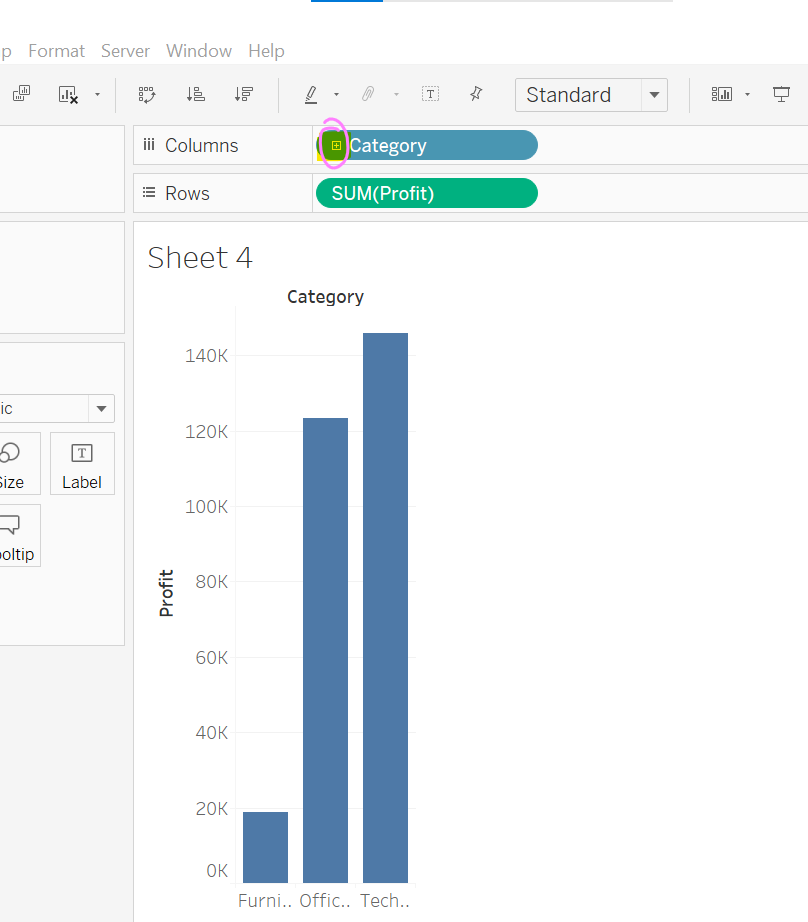 p Format Server Window Help
T Standard
Columns Category
Rows SUM(Profit)
Sheet 4
Category
140K
120K
100K
80K
60K
40K
20K
0K
Profit
Furni.. Offic.. Tech..
ic
Size T Label
ooltip